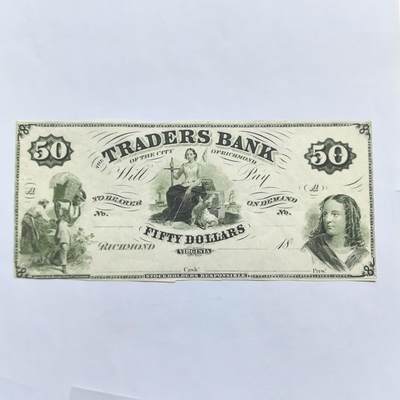 50 THE TRADERS BANK 50
OF THE CITY OF RICHMOND
Will Pay
A A
TO BEARER ON DEMAND
No. No.
FIFTY DOLLARS
RICHMOND 18
VIRGINIA
Cash. Pres.
STOCKHOLDERS RESPONSIBLE